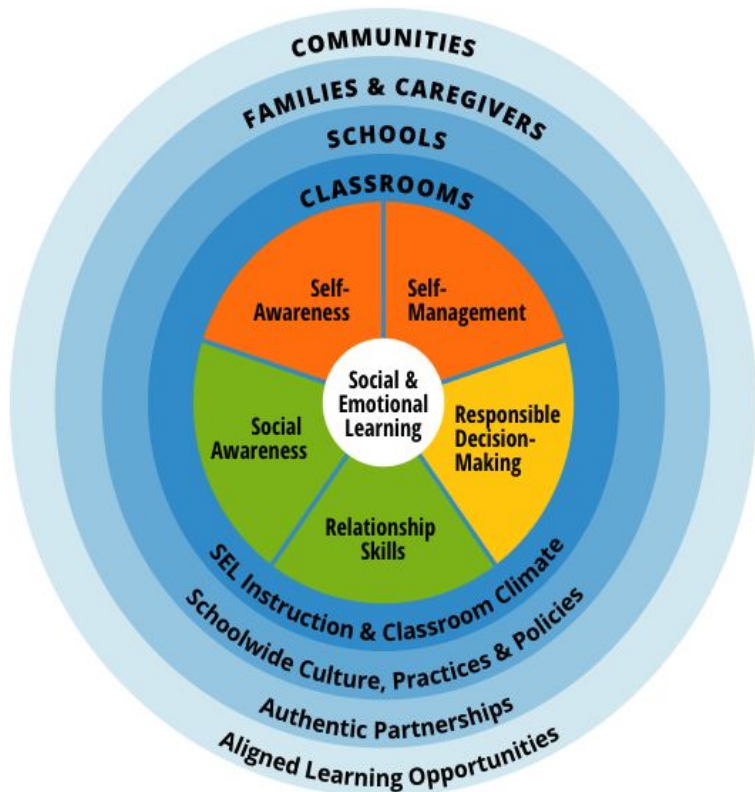 COMMUNITIES
FAMILIES & CAREGIVERS
SCHOOLS
CLASSROOMS
Self-
Awareness
Self-
Management
Social &
Emotional
Learning
Social
Awareness
Responsible
Decision-
Making
Relationship
Skills
SEL Instruction & Classroom Climate
Schoolwide Culture, Practices & Policies
Authentic Partnerships
Aligned Learning Opportunities